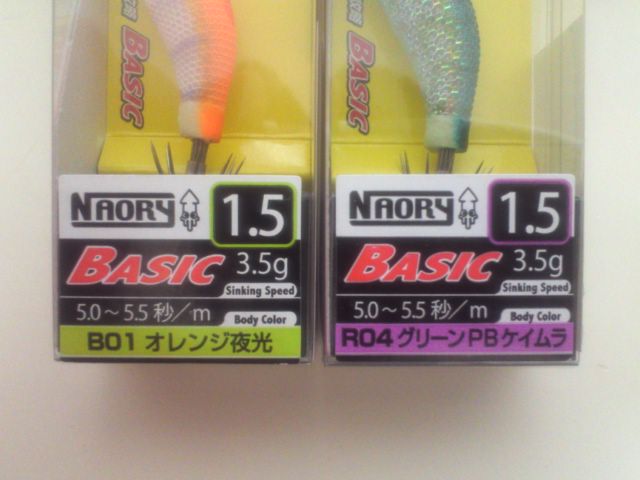 BASIC
NAORY 1.5
BASIC 3.5g
Sinking Speed
5.0～5.5秒/m
Body Color
B01 オレンジ夜光
BASIC
NAORY 1.5
BASIC 3.5g
Sinking Speed
5.0～5.5秒/m
Body Color
R04 グリーンPBケイムラ